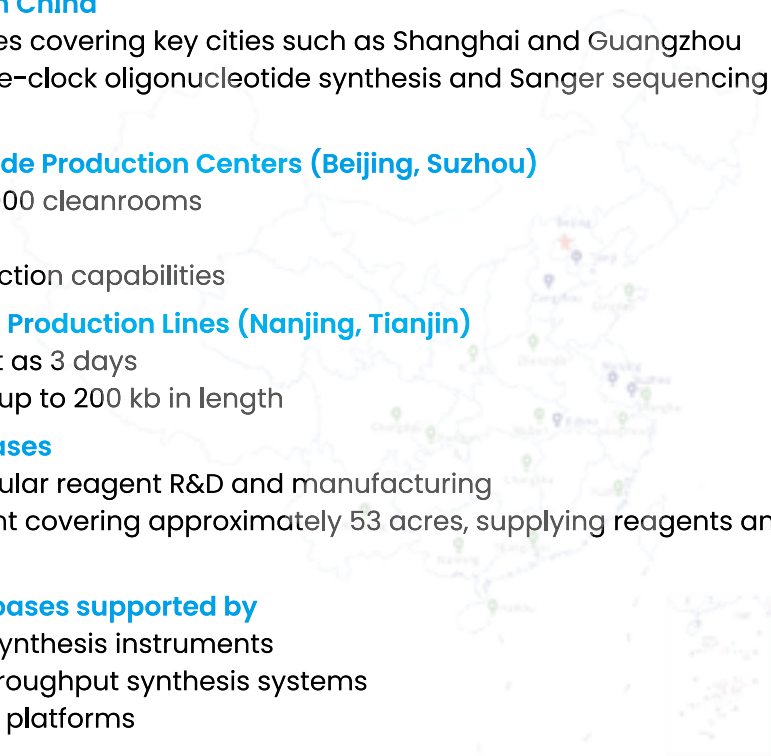 n China
es covering key cities such as Shanghai and Guangzhou
e-clock oligonucleotide synthesis and Sanger sequencing
de Production Centers (Beijing, Suzhou)
00 cleanrooms
ction capabilities
Production Lines (Nanjing, Tianjin)
t as 3 days
up to 200 kb in length
ases
ular reagent R&D and manufacturing
nt covering approximately 53 acres, supplying reagents an
bases supported by
ynthesis instruments
roughput synthesis systems
platforms